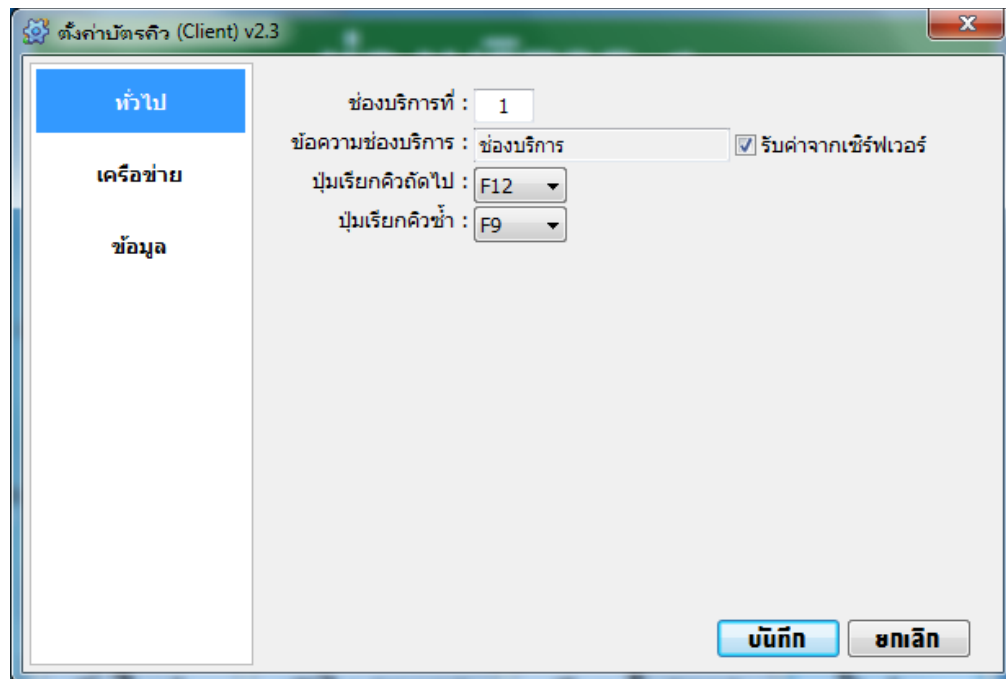 ตั้งค่าบัตรคิว (Client) v2.3
ทั่วไป
เครือข่าย
ข้อมูล
ช่องบริการที่ : 1
ข้อความช่องบริการ : ช่องบริการ รับค่าจากเซิร์ฟเวอร์
ปุ่มเรียกคิวถัดไป : F12
ปุ่มเรียกคิวซ้ำ : F9
บันทึก ยกเลิก